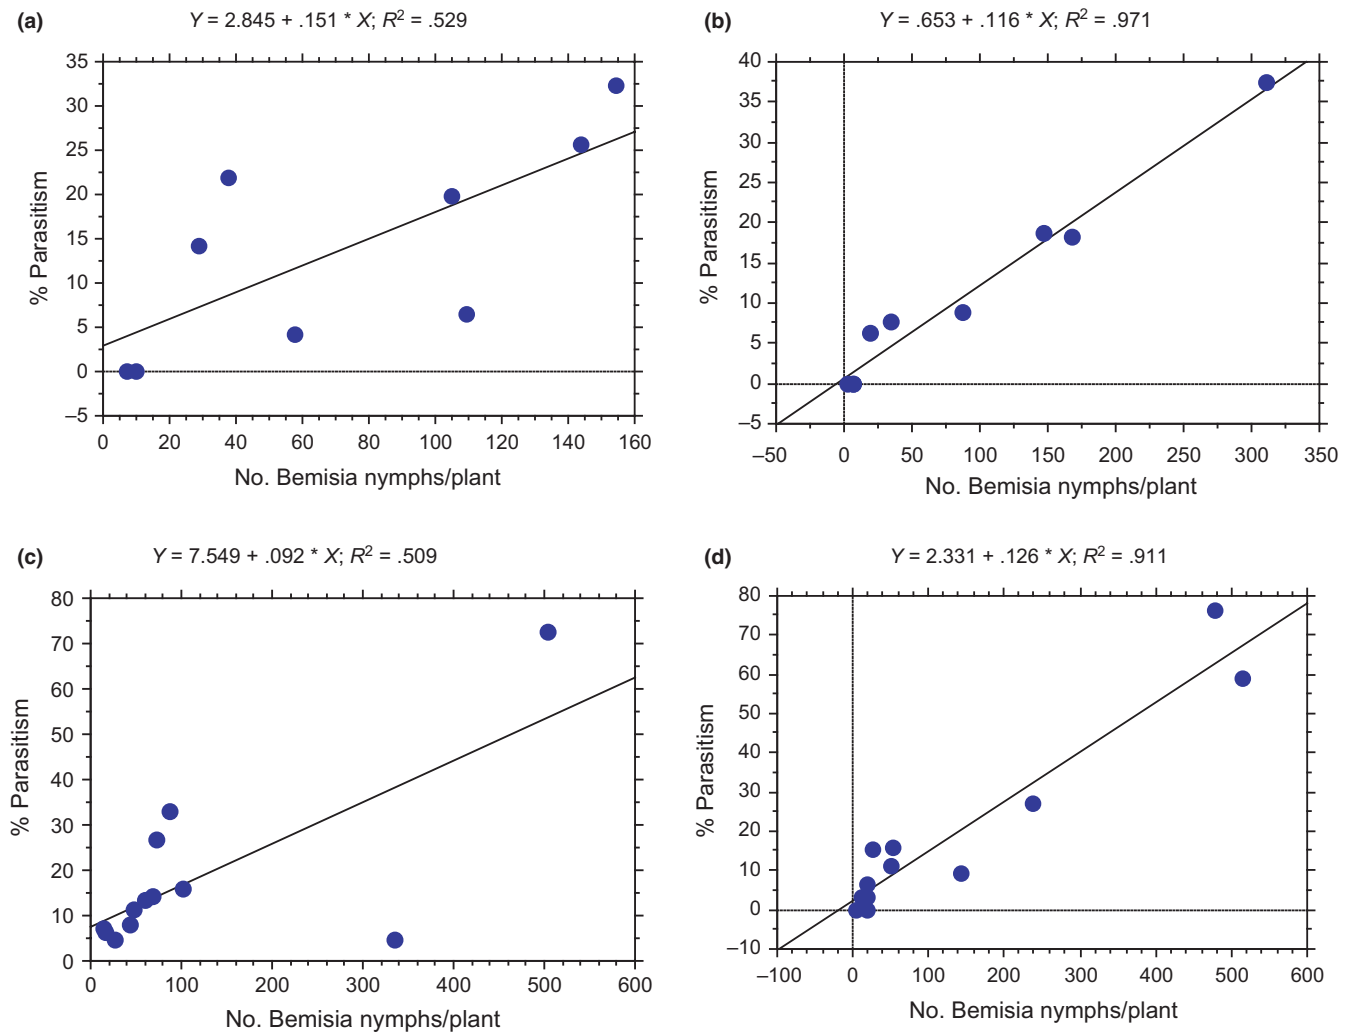 (a)
Y = 2.845 + .151 * X; R² = .529
35
30
25
20
15
10
5
0
–5
% Parasitism
0 20 40 60 80 100 120 140 160
No. Bemisia nymphs/plant
(b)
Y = .653 + .116 * X; R² = .971
40
35
30
25
20
15
10
5
0
–5
% Parasitism
–50 0 50 100 150 200 250 300 350
No. Bemisia nymphs/plant
(c)
Y = 7.549 + .092 * X; R² = .509
80
70
60
50
40
30
20
10
0
% Parasitism
0 100 200 300 400 500 600
No. Bemisia nymphs/plant
(d)
Y = 2.331 + .126 * X; R² = .911
80
70
60
50
40
30
20
10
0
–10
% Parasitism
–100 0 100 200 300 400 500 600
No. Bemisia nymphs/plant